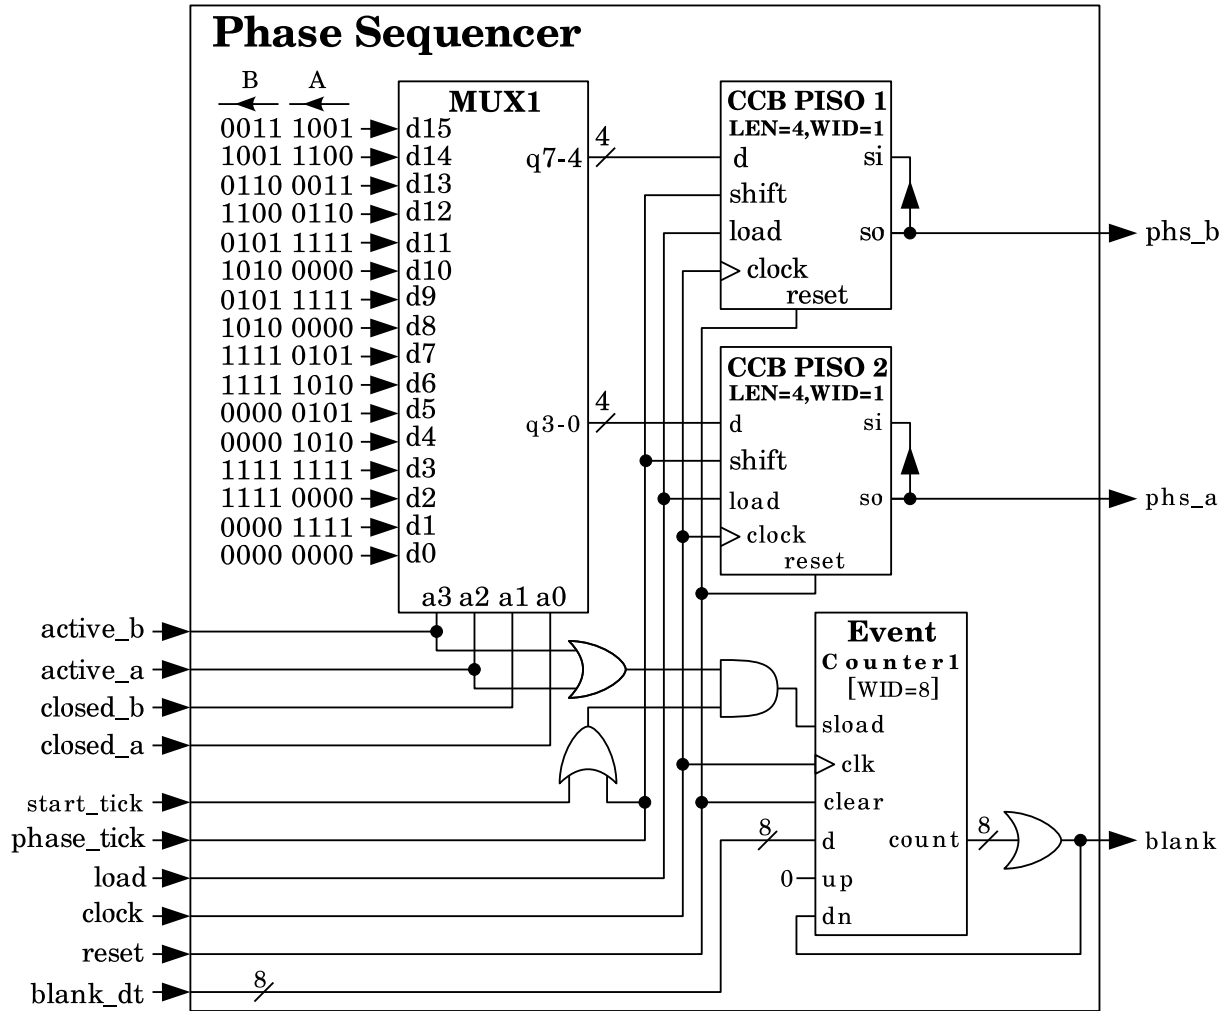 Phase Sequencer
B A
0011 1001 d15
1001 1100 d14
0110 0011 d13
1100 0110 d12
0101 1111 d11
1010 0000 d10
0101 1111 d9
1010 0000 d8
1111 0101 d7
1111 1010 d6
0000 0101 d5
0000 1010 d4
1111 1111 d3
1111 0000 d2
0000 1111 d1
0000 0000 d0
MUX1
q7-4
4
q3-0
4
a3 a2 a1 a0
CCB PISO 1
LEN=4,WID=1
d si
shift
load so
clock
reset
phs_b
CCB PISO 2
LEN=4,WID=1
d si
shift
load so
clock
reset
phs_a
active_b
active_a
closed_b
closed_a
start_tick
phase_tick
load
clock
reset
blank_dt
8
Event
Counter1
[WID=8]
sload
clk
clear
8
d count
0 up
dn
8
blank